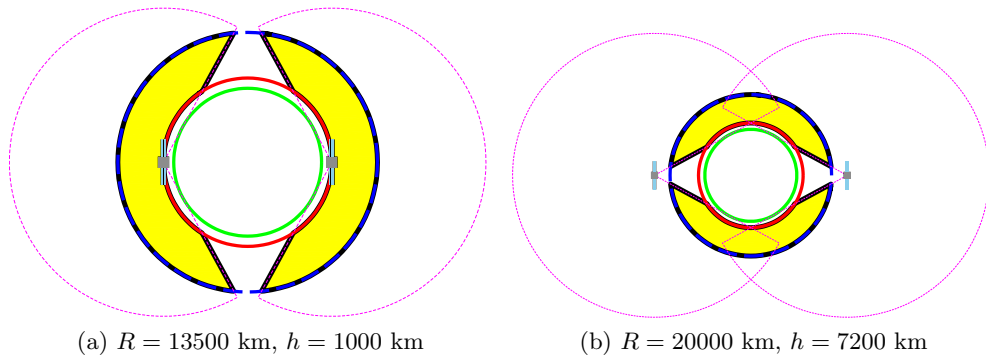 (a) R = 13500 km, h = 1000 km
(b) R = 20000 km, h = 7200 km